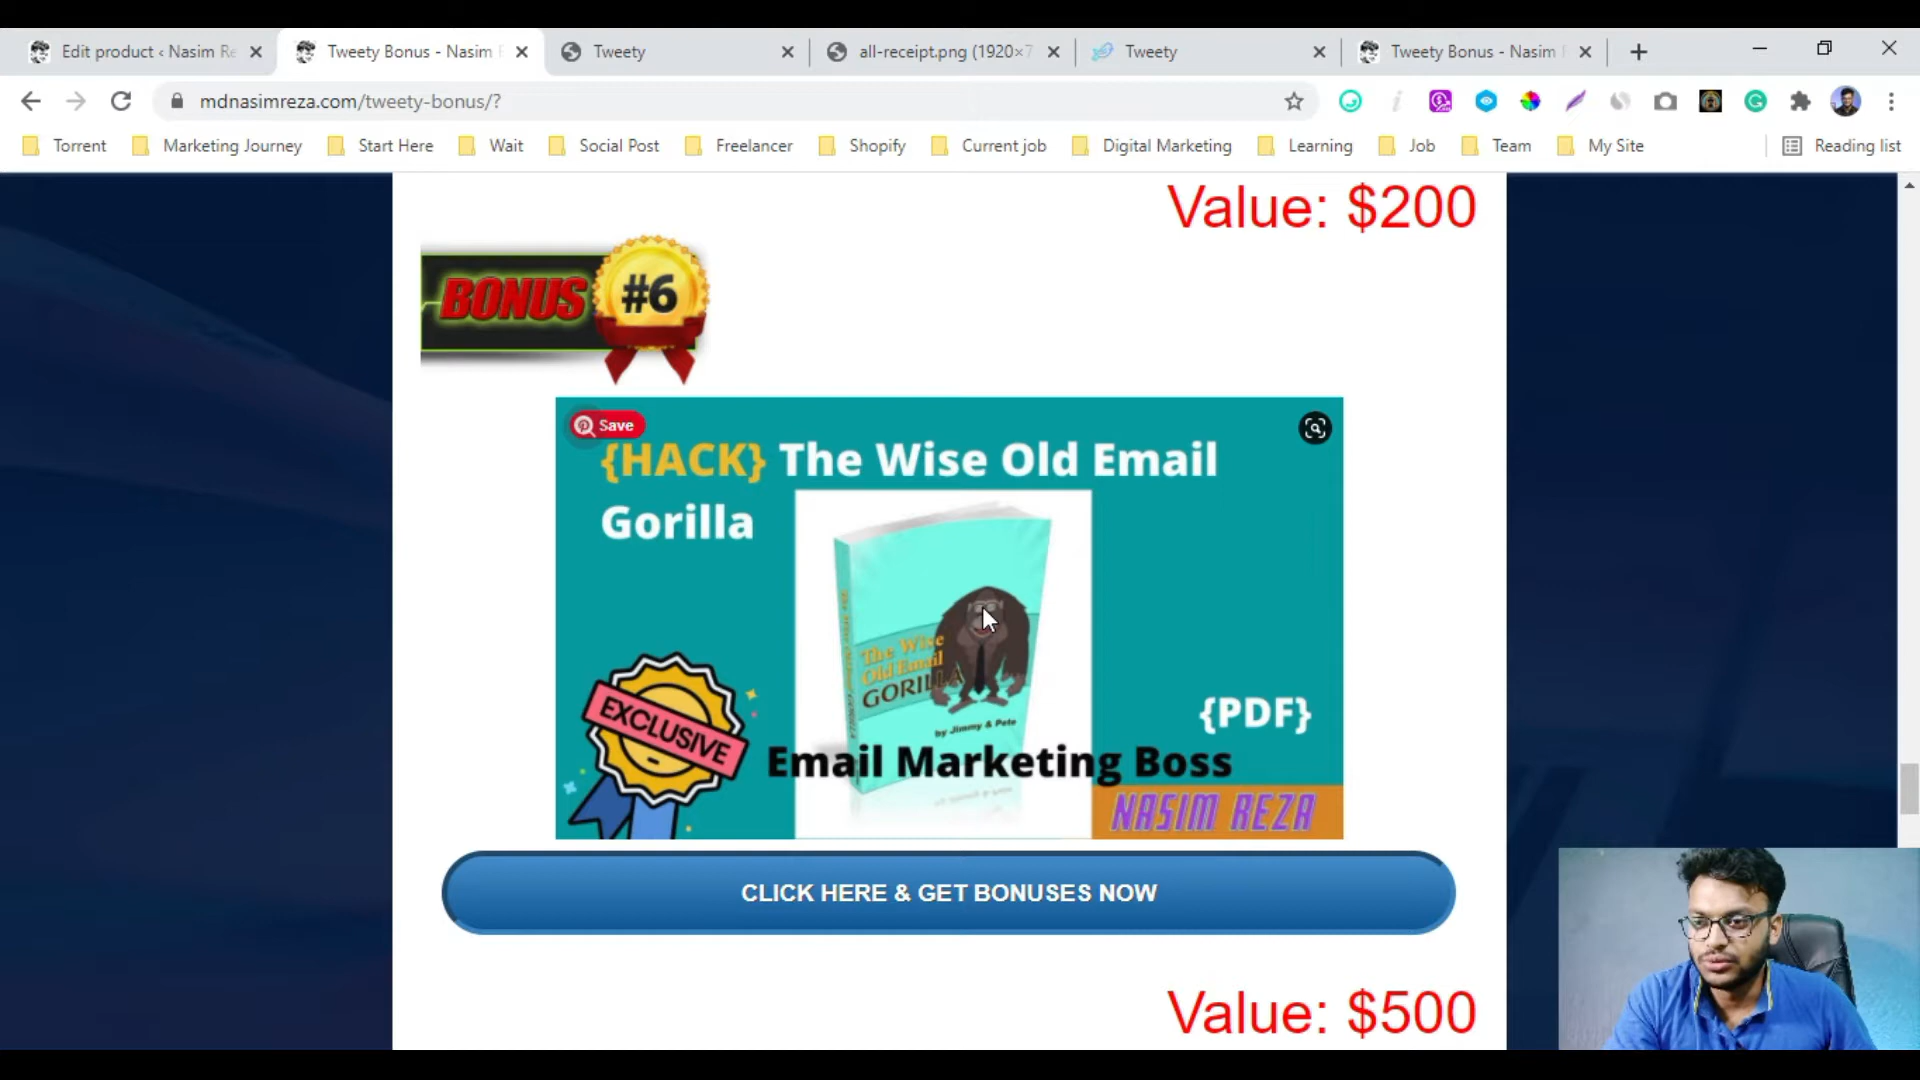 Edit product ‹ Nasim Re
Tweety Bonus - Nasim R
Tweety
all-receipt.png (1920×7
Tweety
Tweety Bonus - Nasim
mdnasimreza.com/tweety-bonus/?
Torrent
Marketing Journey
Start Here
Wait
Social Post
Freelancer
Shopify
Current job
Digital Marketing
Learning
Job
Team
My Site
Reading list
Value: $200
BONUS #6
Save
{HACK} The Wise Old Email
Gorilla
The Wise
Old Email
GORILLA
by Jimmy & Pete
EXCLUSIVE
{PDF}
Email Marketing Boss
NASIM REZA
CLICK HERE & GET BONUSES NOW
Value: $500